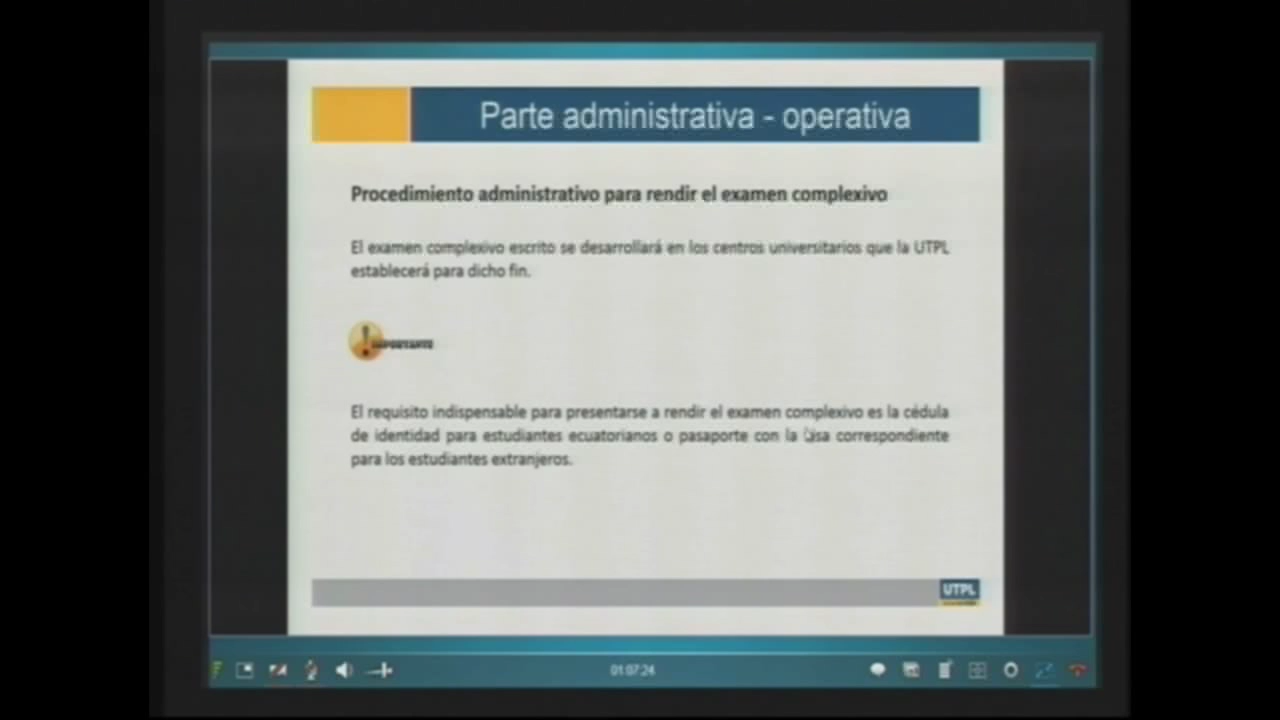 Parte administrativa - operativa
Procedimiento administrativo para rendir el examen complexivo
El examen complexivo escrito se desarrollará en los centros universitarios que la UTPL
establecerá para dicho fin.
IMPORTANTE
El requisito indispensable para presentarse a rendir el examen complexivo es la cédula
de identidad para estudiantes ecuatorianos o pasaporte con la visa correspondiente
para los estudiantes extranjeros.
UTPL
01:07:24